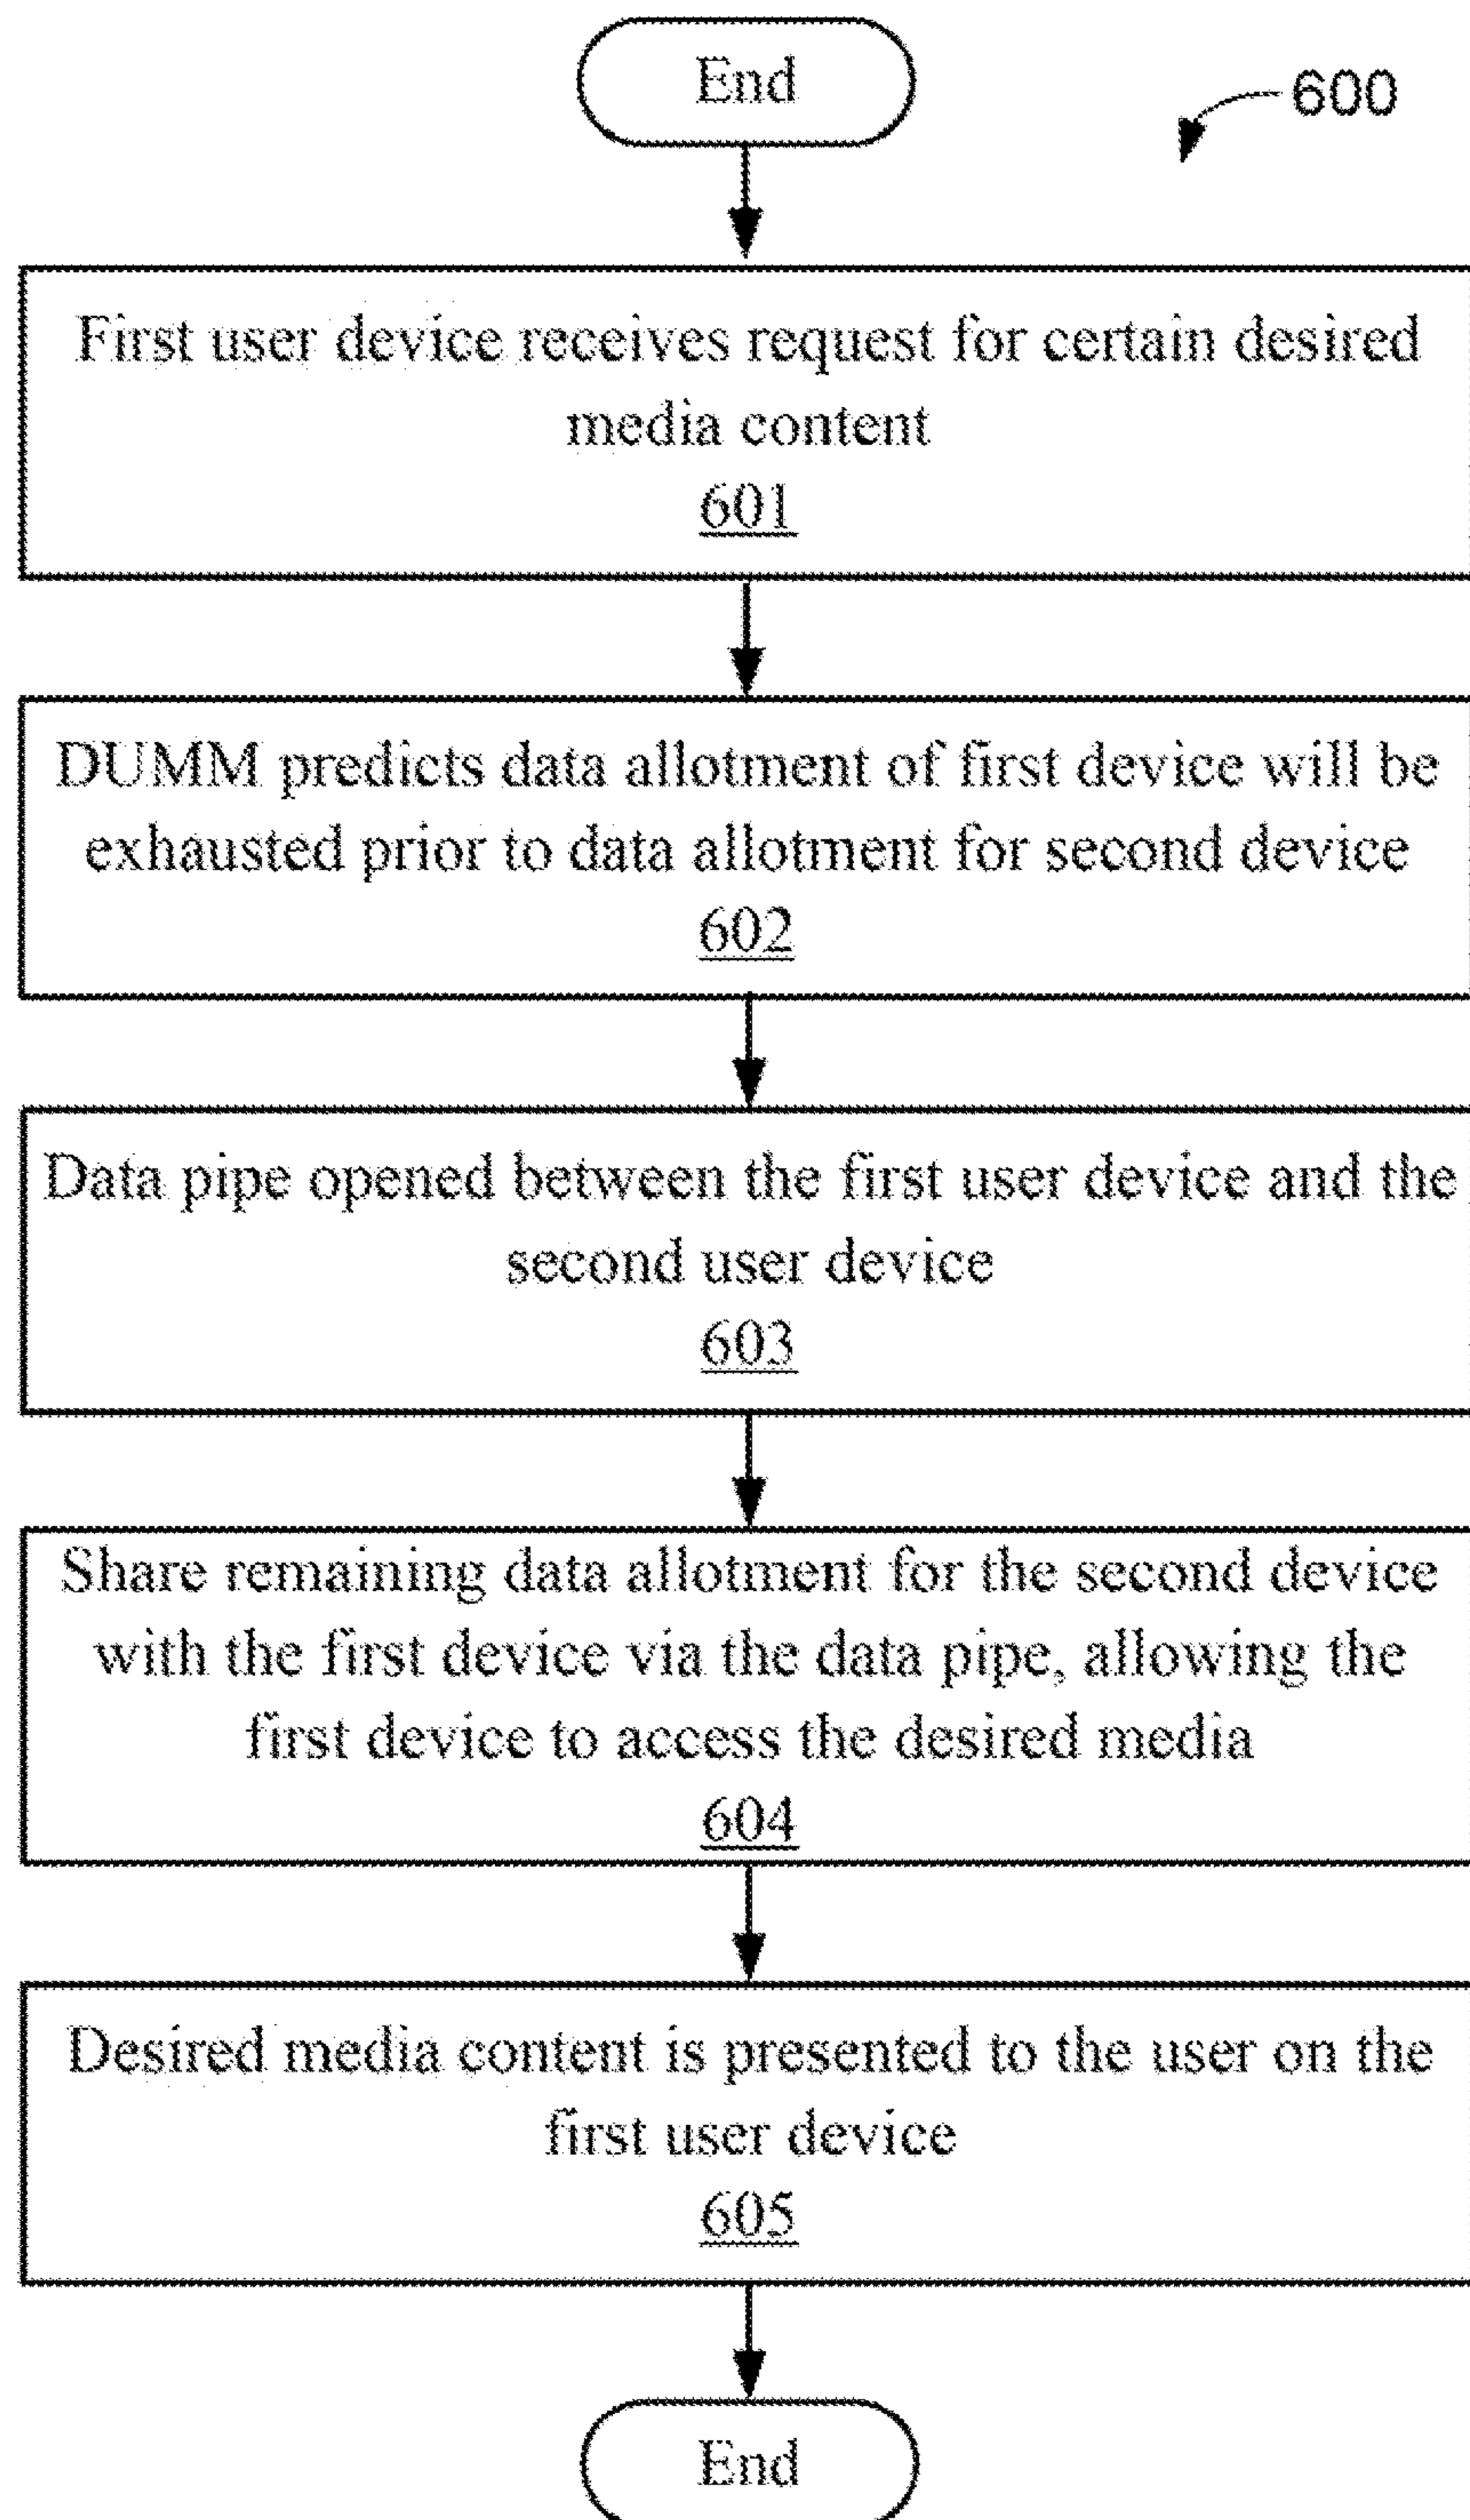 End
600
First user device receives request for certain desired
media content
601
DUMM predicts data allotment of first device will be
exhausted prior to data allotment for second device
602
Data pipe opened between the first user device and the
second user device
603
Share remaining data allotment for the second device
with the first device via the data pipe, allowing the
first device to access the desired media
604
Desired media content is presented to the user on the
first user device
605
End